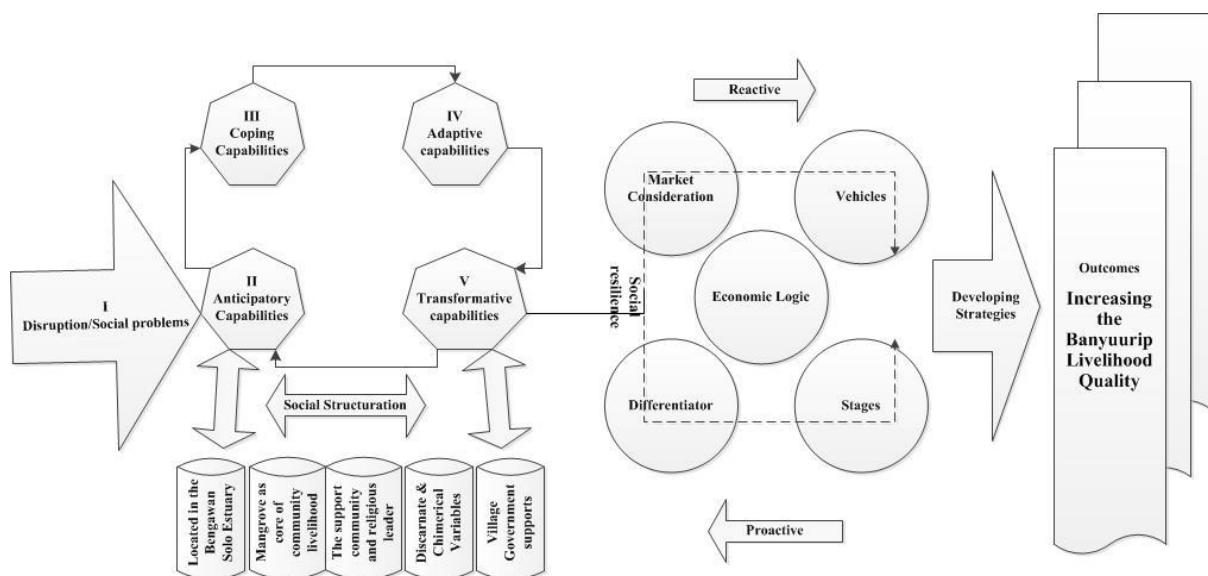 I
Disruption/Social problems
II
Anticipatory
Capabilities
III
Coping
Capabilities
IV
Adaptive
capabilities
V
Transformative
capabilities
Social Structuration
Located in the
Bengawan
Solo Estuary
Mangrove as
core of
community
livelihood
The support
community
and religious
leader
Discarnate &
Chimerical
Variables
Village
Government
supports
Social
resilience
Reactive
Market
Consideration
Vehicles
Economic Logic
Differentiator
Stages
Proactive
Developing
Strategies
Outcomes
Increasing
the
Banyuurip
Livelihood
Quality